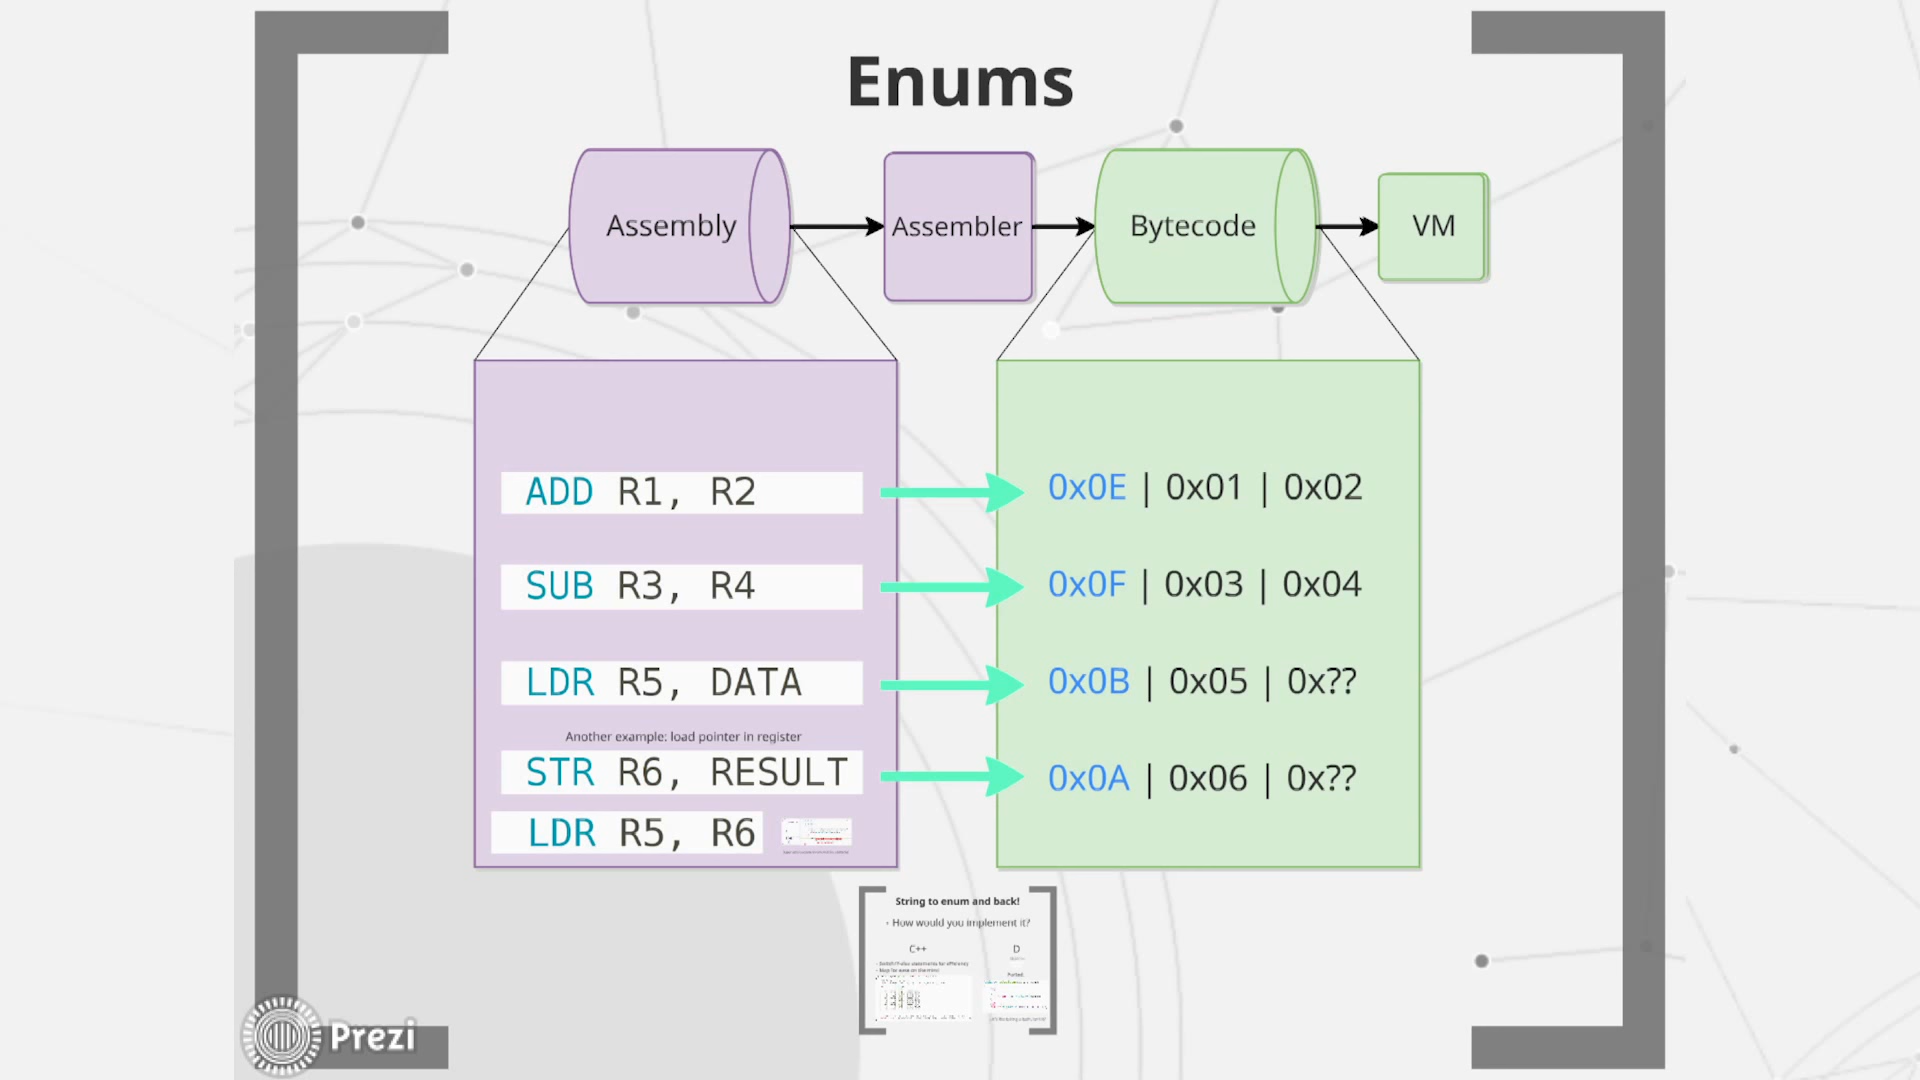 Enums
Assembly
Assembler
Bytecode
VM
ADD R1, R2
0x0E | 0x01 | 0x02
SUB R3, R4
0x0F | 0x03 | 0x04
LDR R5, DATA
0x0B | 0x05 | 0x??
Another example: load pointer in register
STR R6, RESULT
0x0A | 0x06 | 0x??
LDR R5, R6
String to enum and back!
• How would you implement it?
C++
D
Prezi